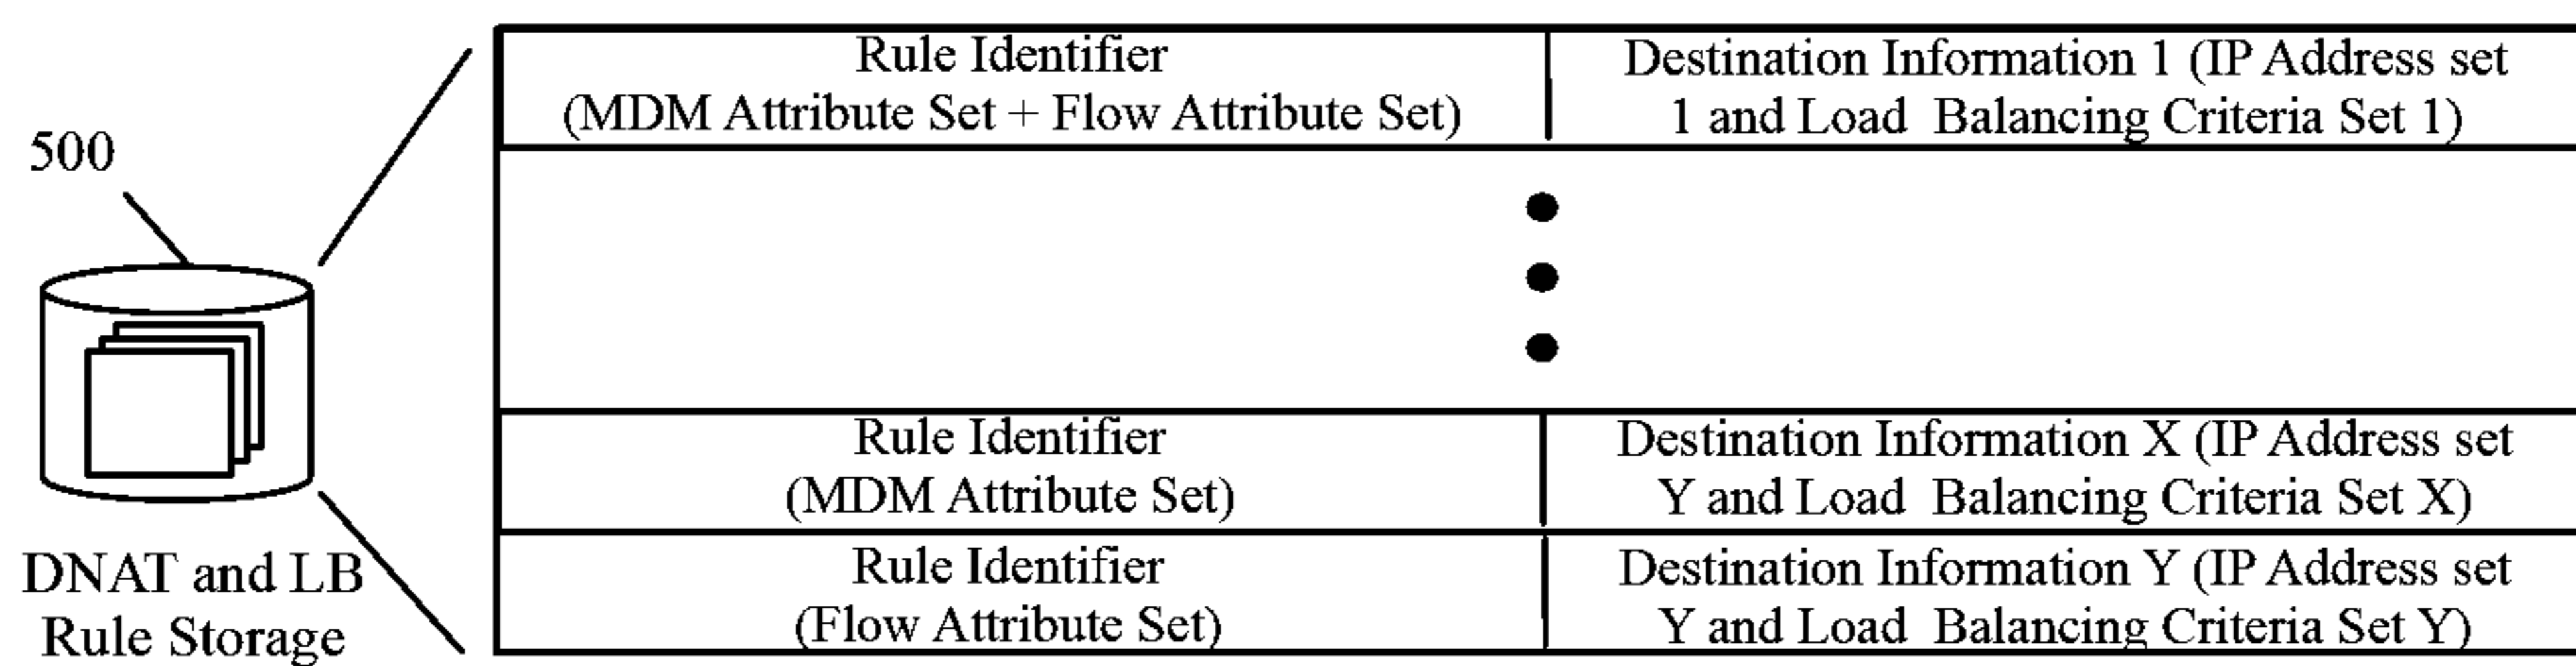 500
DNAT and LB
Rule Storage
Rule Identifier
(MDM Attribute Set + Flow Attribute Set)
Destination Information 1 (IP Address set
1 and Load Balancing Criteria Set 1)
Rule Identifier
(MDM Attribute Set)
Destination Information X (IP Address set
Y and Load Balancing Criteria Set X)
Rule Identifier
(Flow Attribute Set)
Destination Information Y (IP Address set
Y and Load Balancing Criteria Set Y)